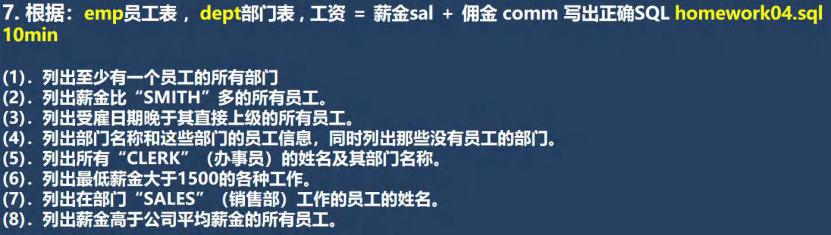 7. 根据：emp员工表 ，dept部门表 , 工资 = 薪金sal + 佣金 comm 写出正确SQL homework04.sql
10min
(1)．列出至少有一个员工的所有部门
(2)．列出薪金比“SMITH”多的所有员工。
(3)．列出受雇日期晚于其直接上级的所有员工。
(4)．列出部门名称和这些部门的员工信息，同时列出那些没有员工的部门。
(5)．列出所有“CLERK”（办事员）的姓名及其部门名称。
(6)．列出最低薪金大于1500的各种工作。
(7)．列出在部门“SALES”（销售部）工作的员工的姓名。
(8)．列出薪金高于公司平均薪金的所有员工。